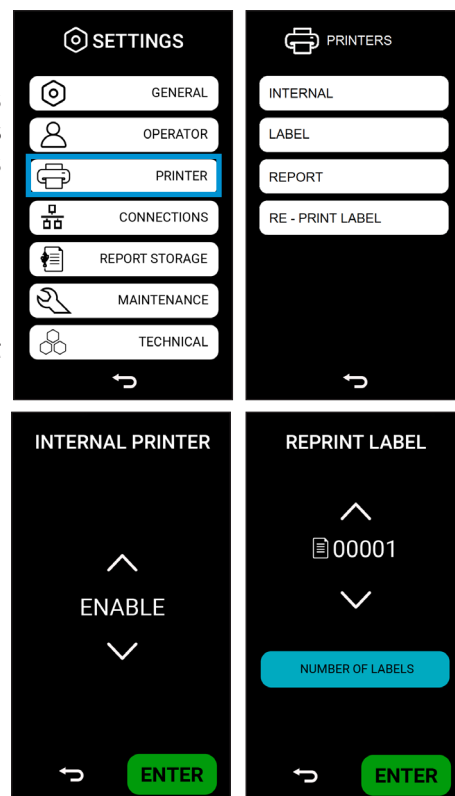 SETTINGS
GENERAL
OPERATOR
PRINTER
CONNECTIONS
REPORT STORAGE
MAINTENANCE
TECHNICAL
PRINTERS
INTERNAL
LABEL
REPORT
RE - PRINT LABEL
INTERNAL PRINTER
ENABLE
ENTER
REPRINT LABEL
00001
NUMBER OF LABELS
ENTER